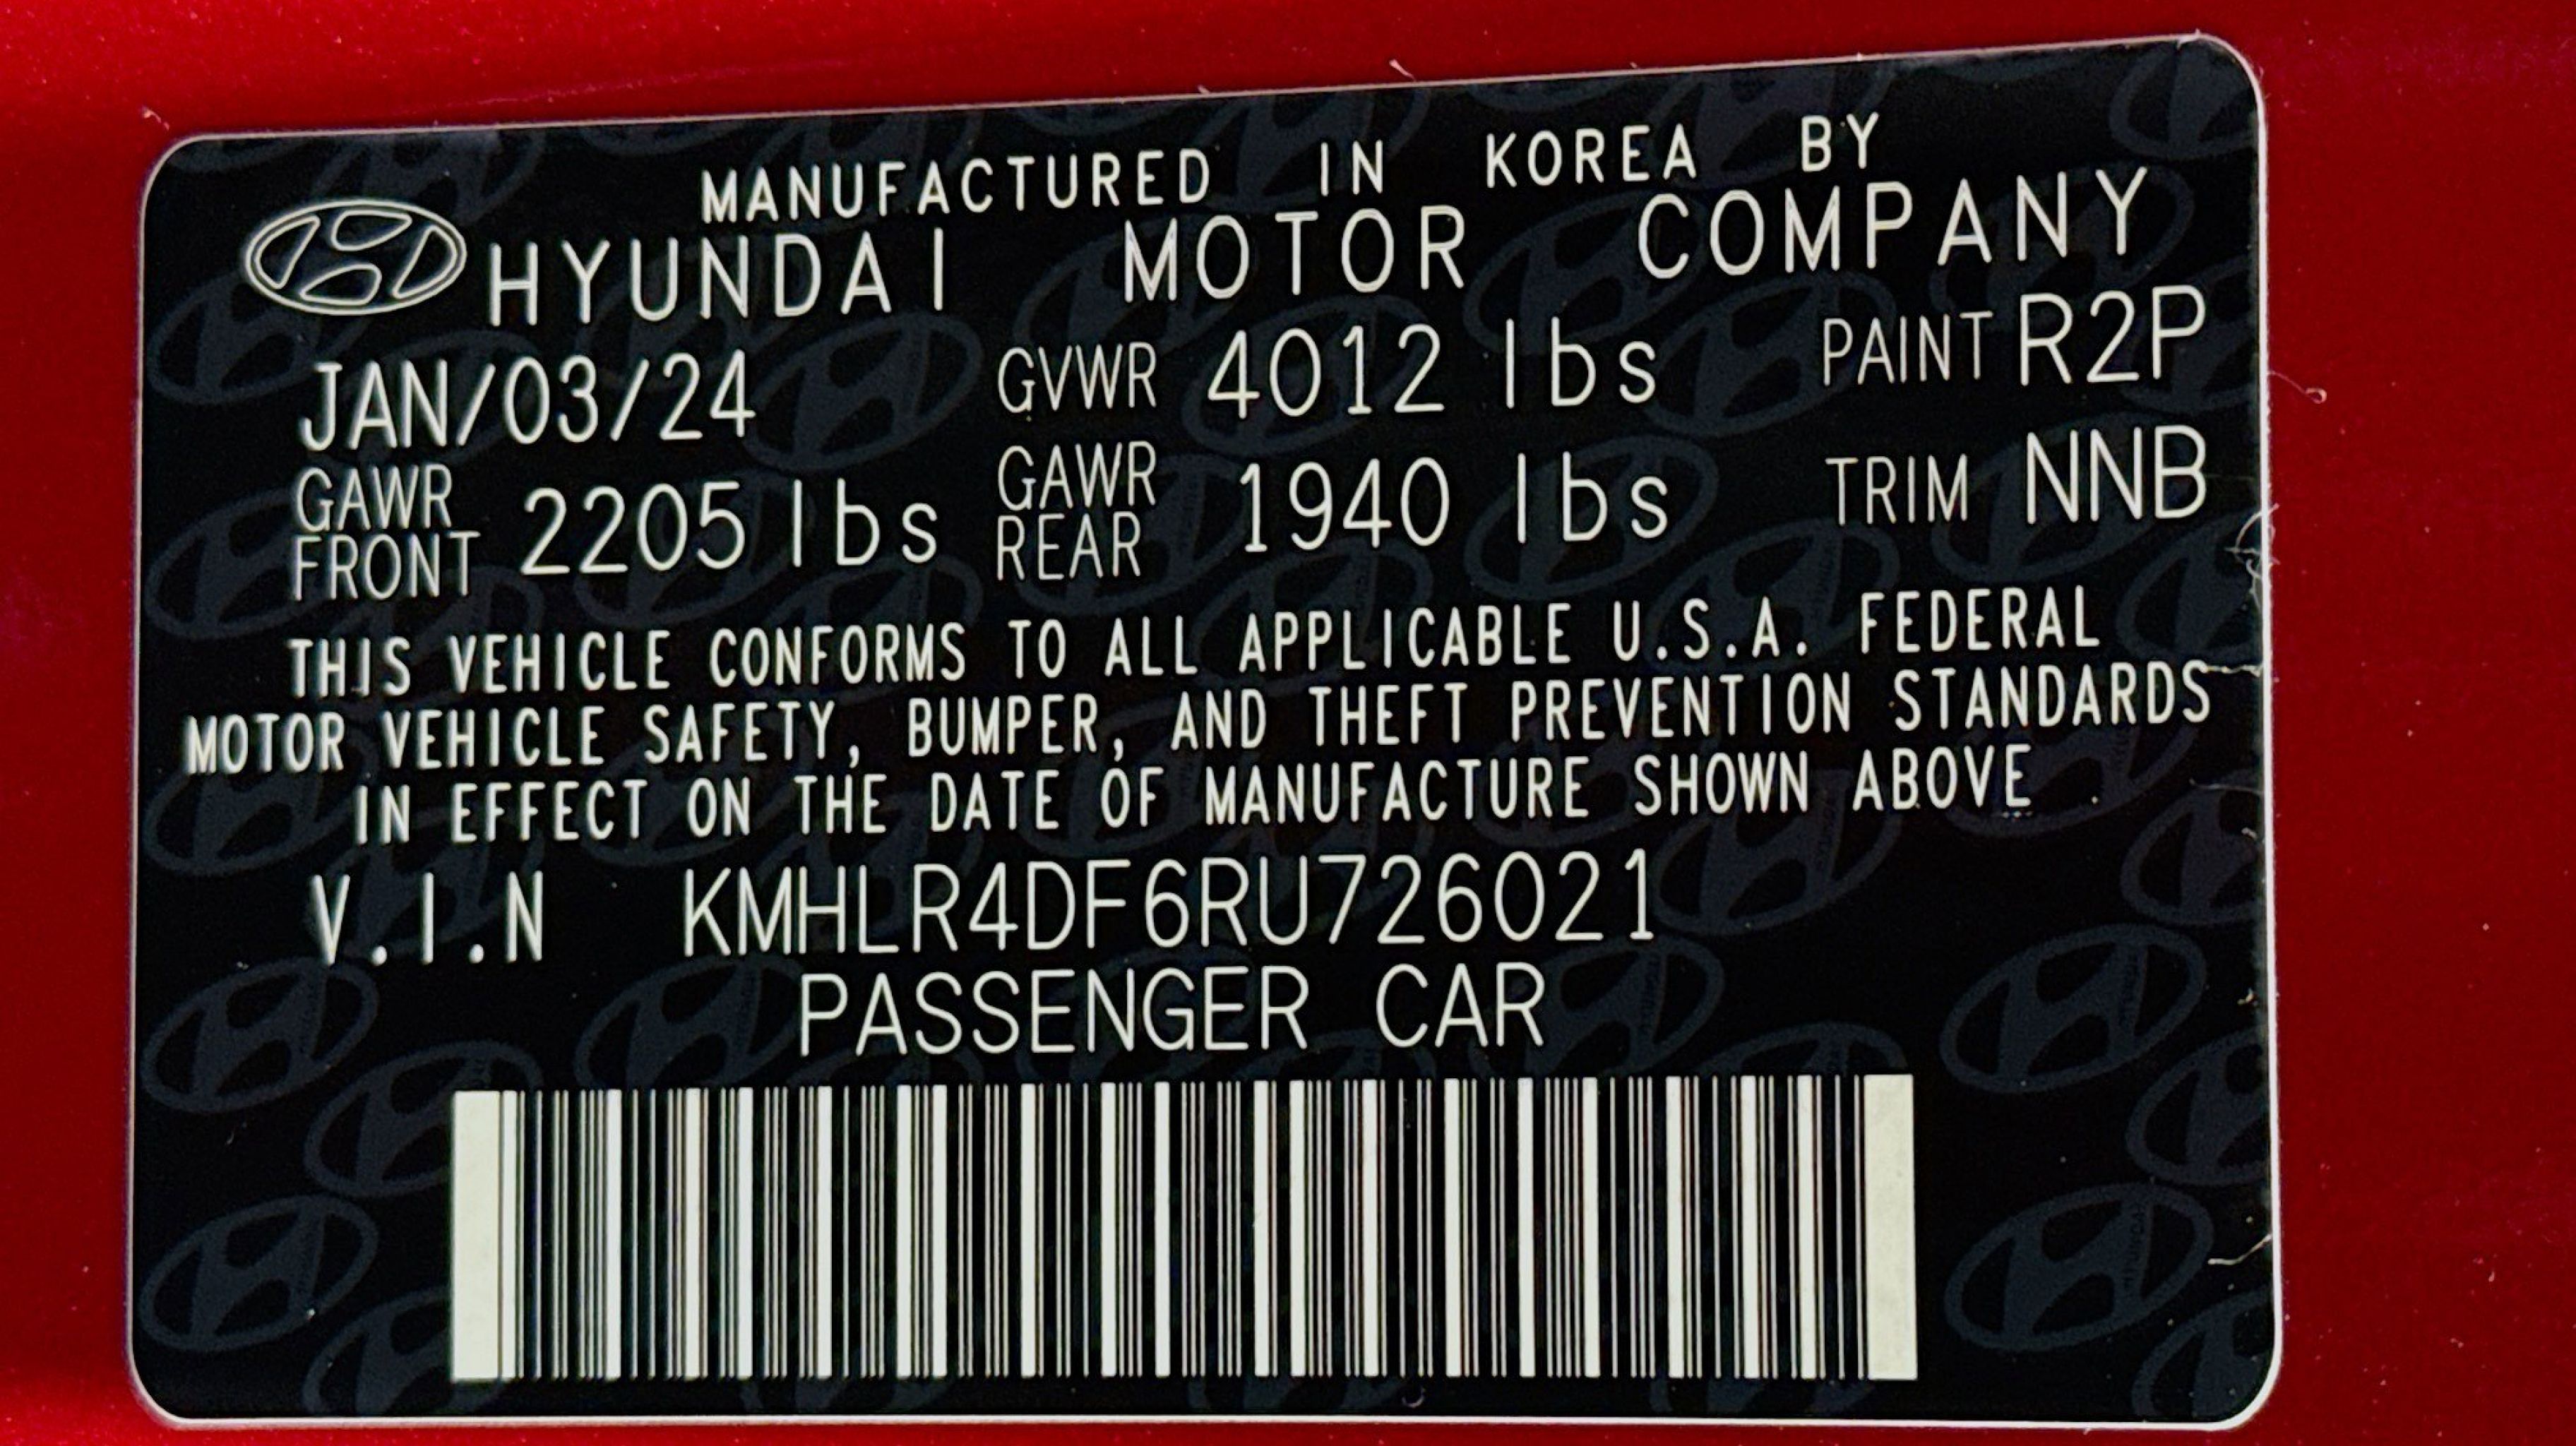 MANUFACTURED IN KOREA BY
HYUNDAI MOTOR COMPANY
JAN/03/24 GVWR 4012 lbs PAINT R2P
GAWR FRONT 2205 lbs GAWR REAR 1940 lbs TRIM NNB
THIS VEHICLE CONFORMS TO ALL APPLICABLE U.S.A. FEDERAL
MOTOR VEHICLE SAFETY, BUMPER, AND THEFT PREVENTION STANDARDS
IN EFFECT ON THE DATE OF MANUFACTURE SHOWN ABOVE .
V.I.N KMHLR4DF6RU726021
PASSENGER CAR